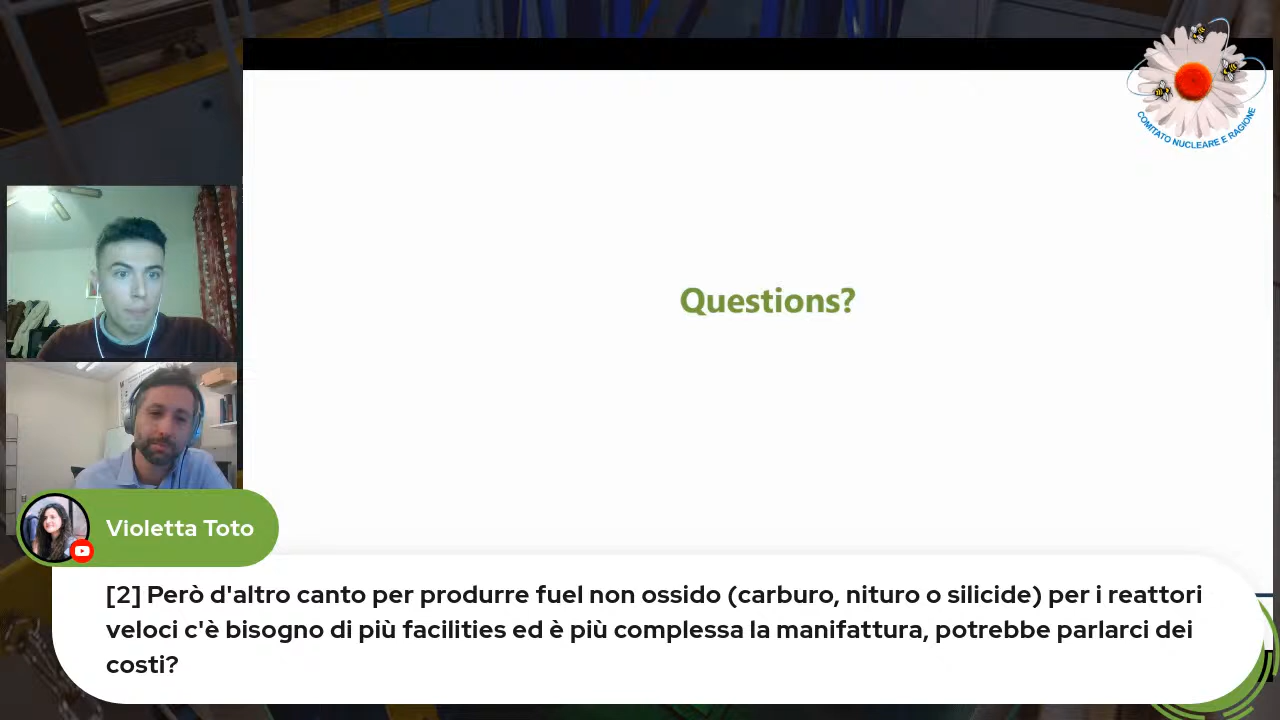 COMITATO NUCLEARE E RAGIONE
Questions?
Violetta Toto
[2] Però d'altro canto per produrre fuel non ossido (carburo, nituro o silicide) per i reattori
veloci c'è bisogno di più facilities ed è più complessa la manifattura, potrebbe parlarci dei
costi?